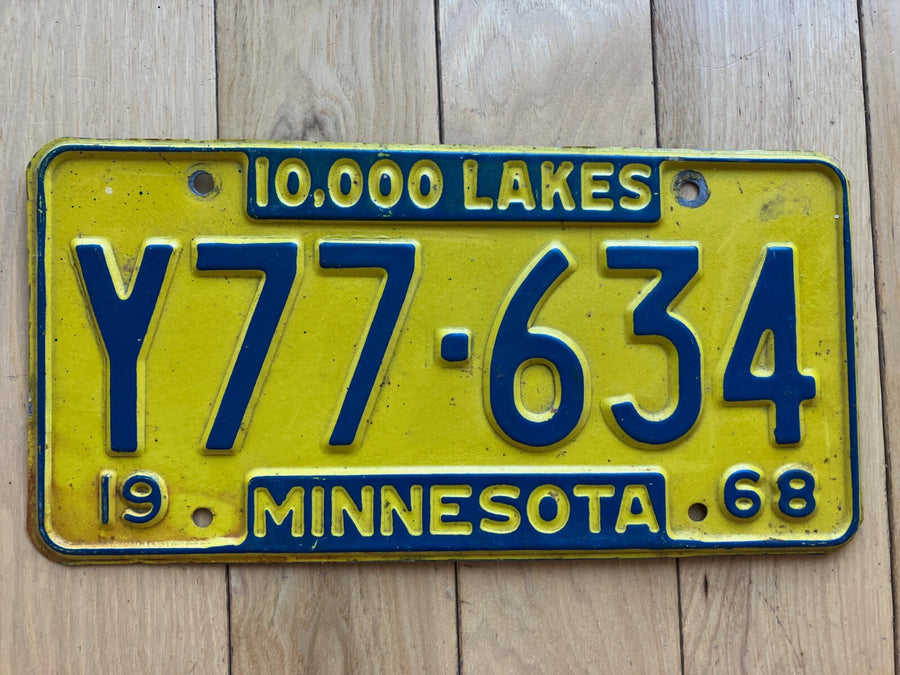 10,000 LAKES
Y77·634
19 MINNESOTA 68